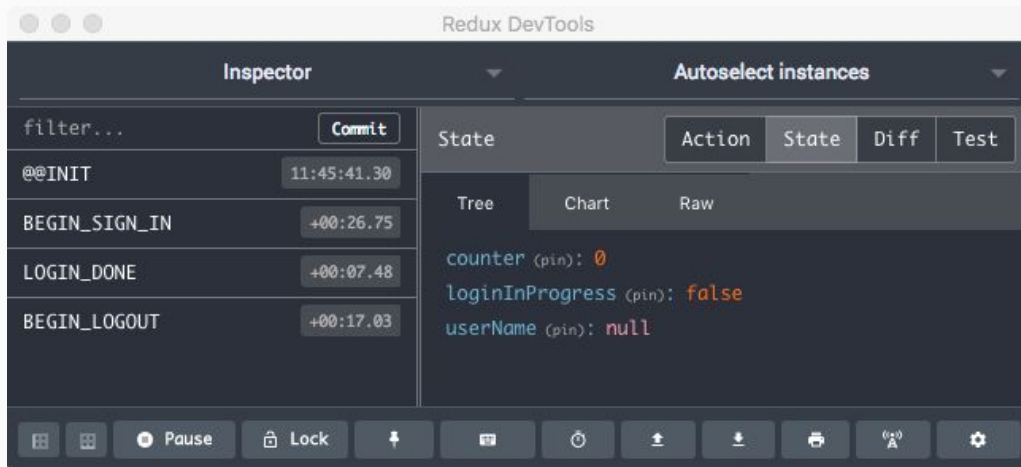 Redux DevTools
Inspector
Autoselect instances
filter...
Commit
State
Action
State
Diff
Test
@@INIT
11:45:41.30
BEGIN_SIGN_IN
+00:26.75
LOGIN_DONE
+00:07.48
BEGIN_LOGOUT
+00:17.03
Tree
Chart
Raw
counter (pin): 0
loginInProgress (pin): false
userName (pin): null
Pause
Lock